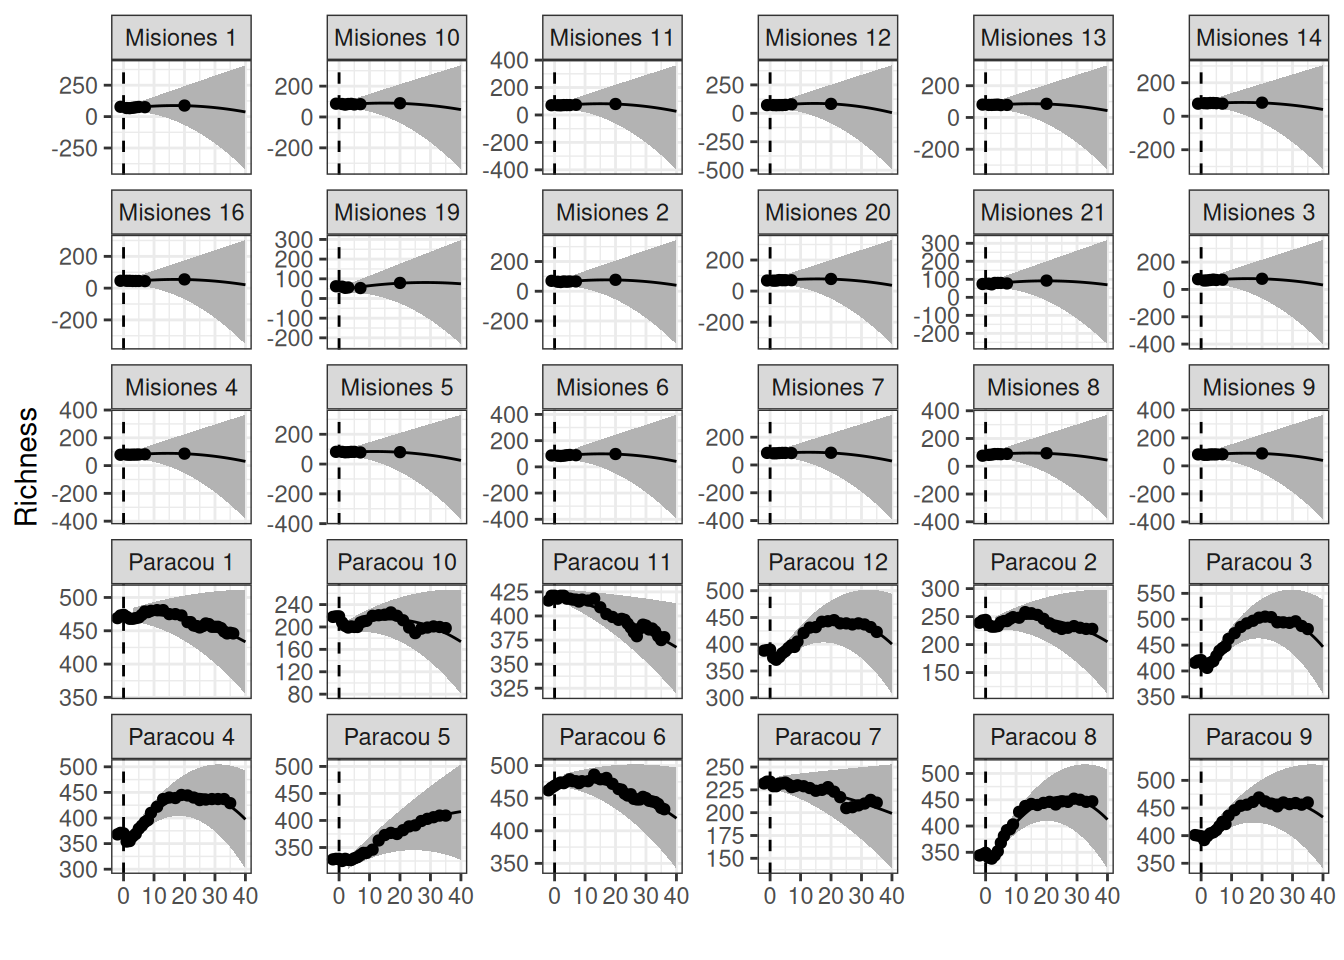 Misiones 1 Misiones 10 Misiones 11 Misiones 12 Misiones 13 Misiones 14
250 0 -250 200 0 -200 400 200 0 -200 -400 250 0 -250 -500 200 0 -200 200 0 -200
Misiones 16 Misiones 19 Misiones 2 Misiones 20 Misiones 21 Misiones 3
200 0 -200 300 200 100 0 -100 -200 200 0 -200 200 0 -200 300 200 100 0 -100 -200 200 0 -200 -400
Misiones 4 Misiones 5 Misiones 6 Misiones 7 Misiones 8 Misiones 9
400 200 0 -200 -400 200 0 -200 -400 400 200 0 -200 -400 200 0 -200 -400 400 200 0 -200 -400 400 200 0 -200 -400
Richness
Paracou 1 Paracou 10 Paracou 11 Paracou 12 Paracou 2 Paracou 3
500 450 400 350 240 200 160 120 80 425 400 375 350 325 500 450 400 350 300 300 250 200 150 550 500 450 400 350
Paracou 4 Paracou 5 Paracou 6 Paracou 7 Paracou 8 Paracou 9
500 450 400 350 300 500 450 400 350 500 450 400 350 250 225 200 175 150 500 450 400 350 500 450 400 350
0 10 20 30 40 0 10 20 30 40 0 10 20 30 40 0 10 20 30 40 0 10 20 30 40 0 10 20 30 40